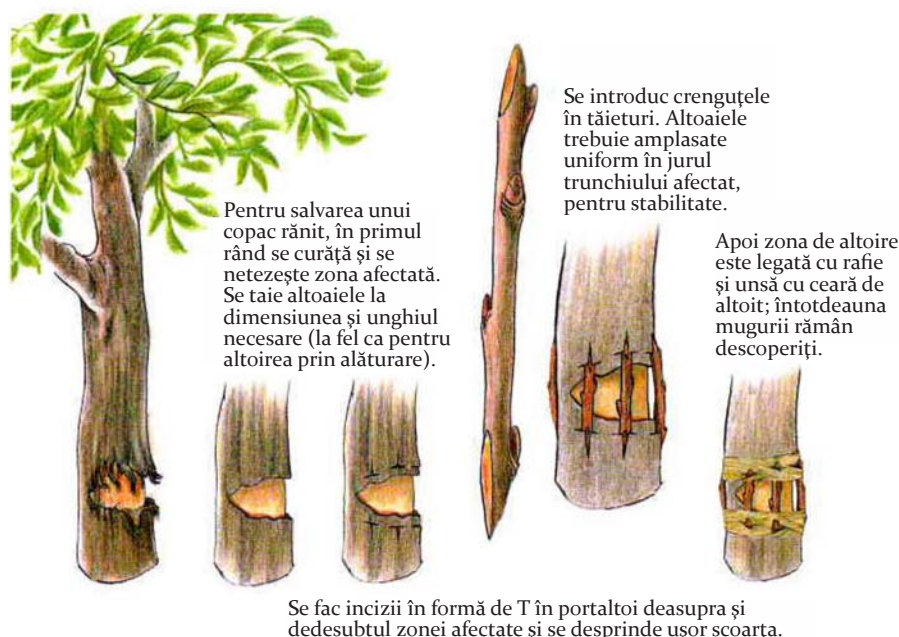 Pentru salvarea unui
copac rănit, în primul
rând se curăță și se
netezește zona afectată.
Se taie altoaiele la
dimensiunea și unghiul
necesare (la fel ca pentru
altoirea prin alăturare).
Se fac incizii în formă de T în portaltoi deasupra și
dedesubtul zonei afectate și se desprinde ușor scoarța.
Se introduc crenguțele
în tăieturi. Altoaiele
trebuie amplasate
uniform în jurul
trunchiului afectat,
pentru stabilitate.
Apoi zona de altoire
este legată cu rafie
și unsă cu ceară de
altoit; întotdeauna
mugurii rămân
descoperiți.